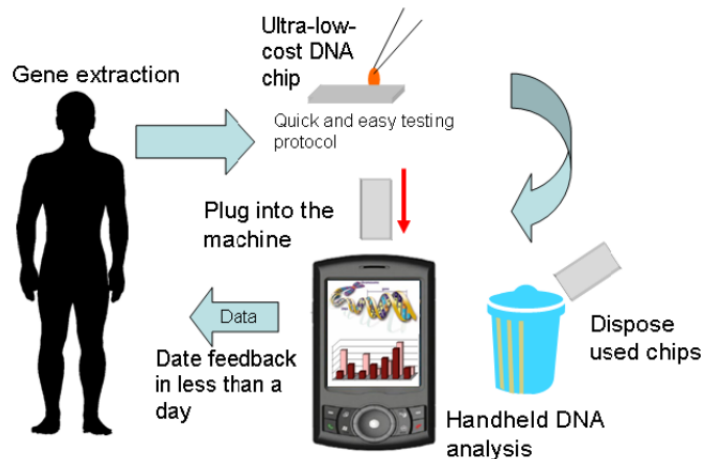 Ultra-low-
cost DNA
chip
Gene extraction
Quick and easy testing
protocol
Plug into the
machine
Data
Date feedback
in less than a
day
Dispose
used chips
Handheld DNA
analysis